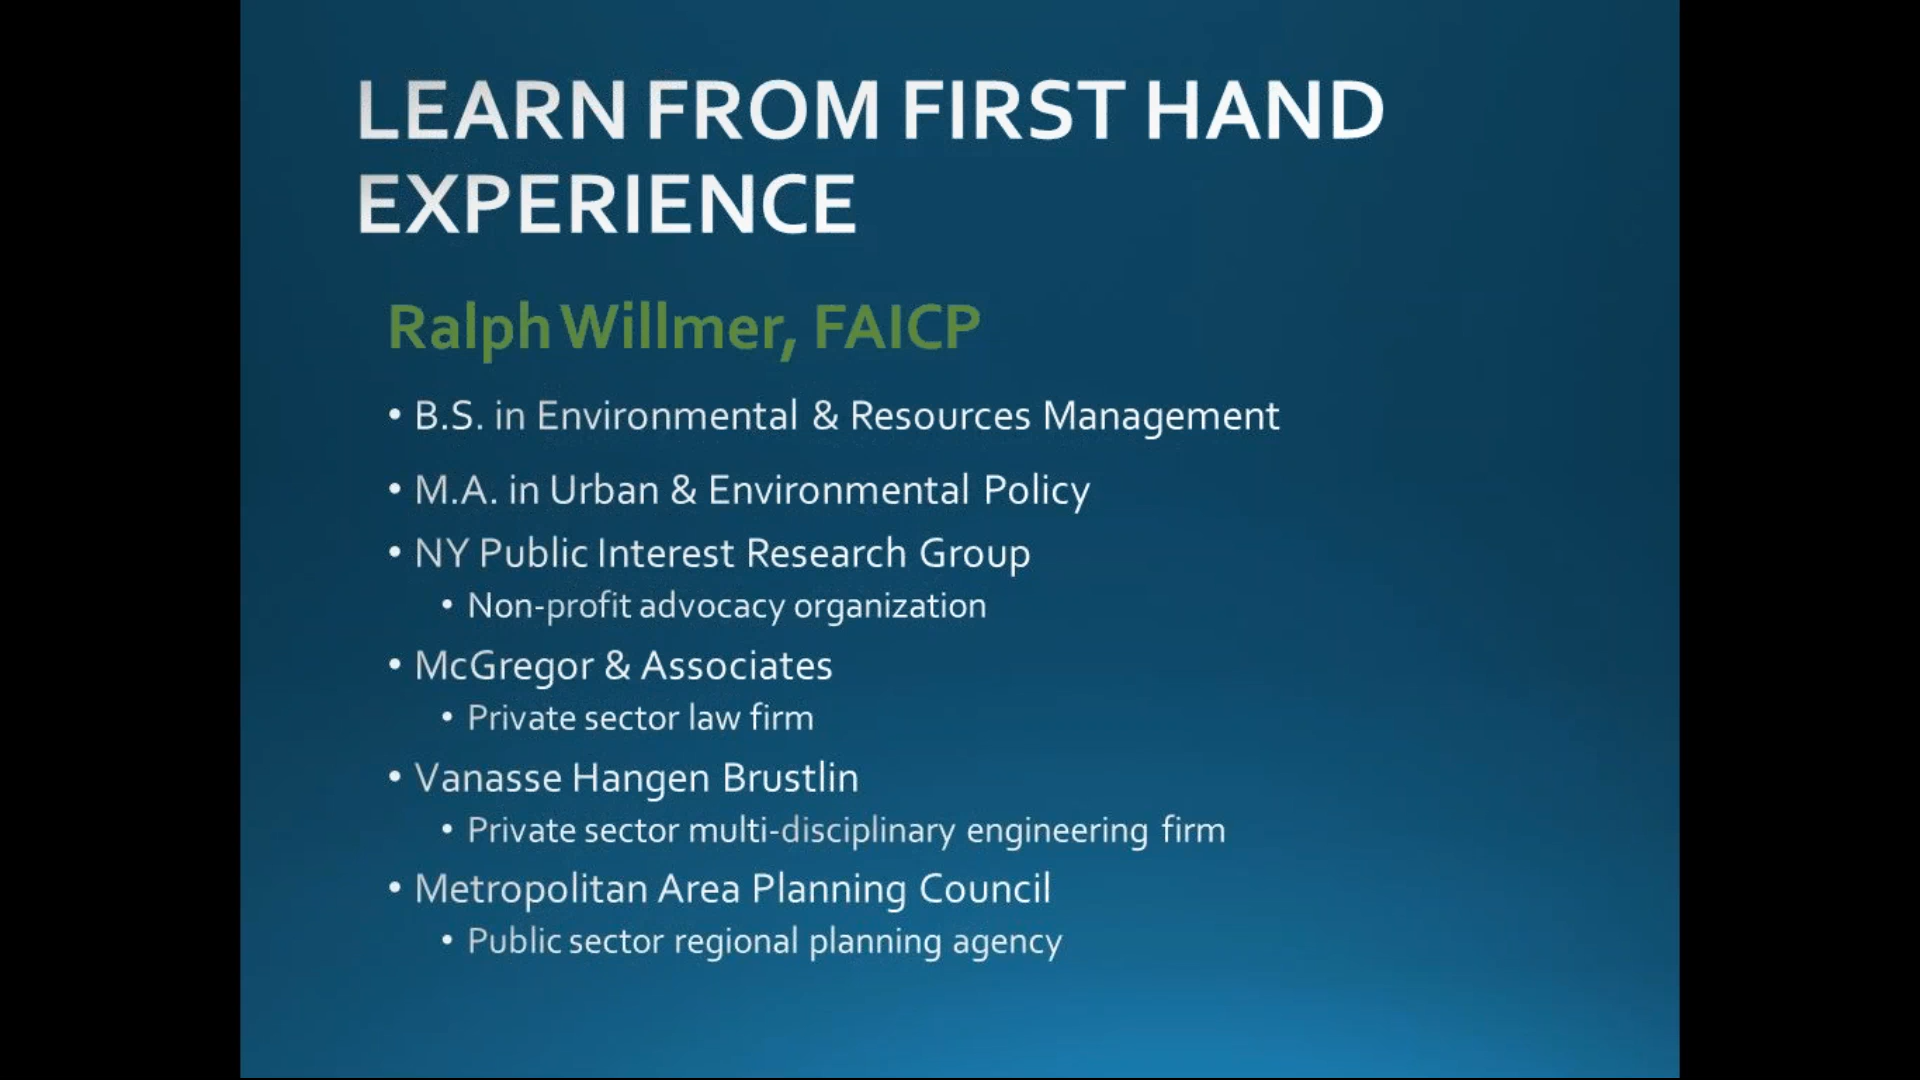 LEARN FROM FIRST HAND
EXPERIENCE
Ralph Willmer, FAICP
• B.S. in Environmental & Resources Management
• M.A. in Urban & Environmental Policy
• NY Public Interest Research Group
• Non-profit advocacy organization
• McGregor & Associates
• Private sector law firm
• Vanasse Hangen Brustlin
• Private sector multi-disciplinary engineering firm
• Metropolitan Area Planning Council
• Public sector regional planning agency